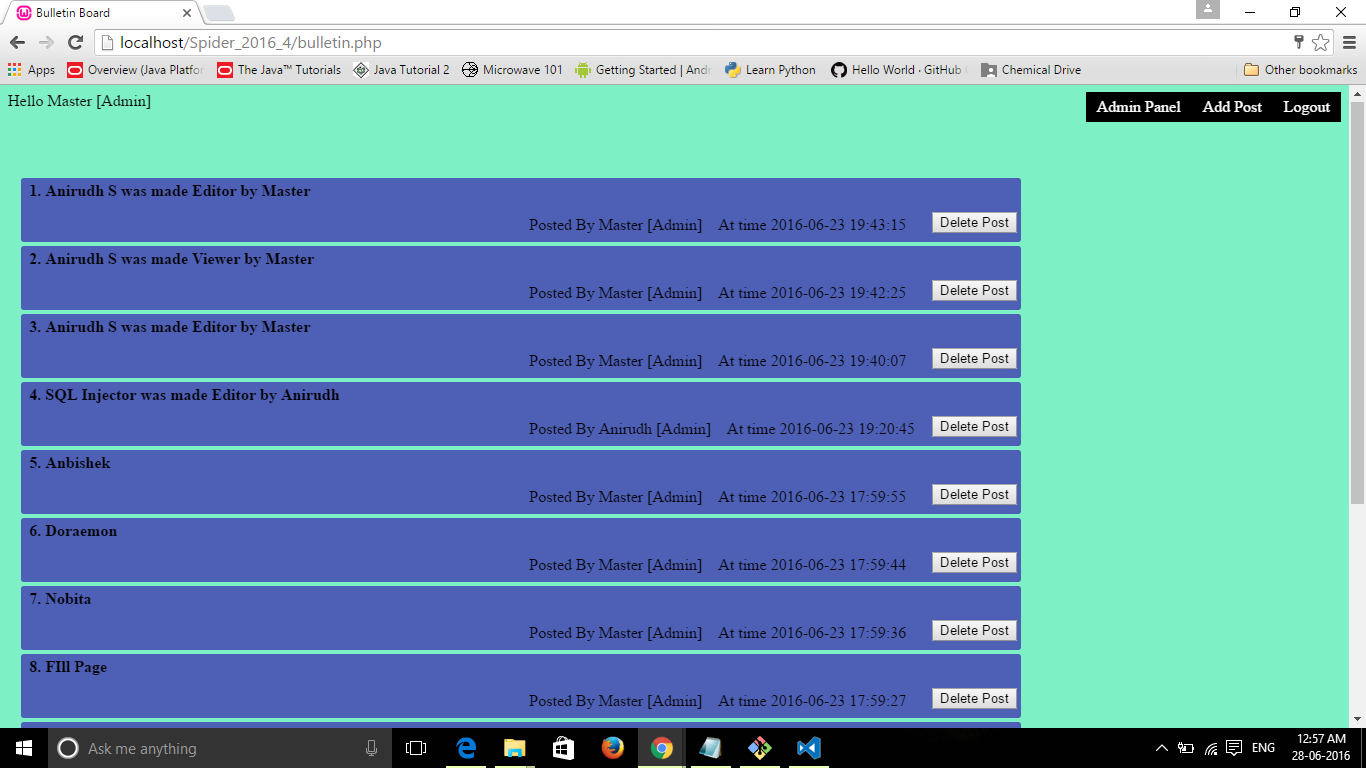 Bulletin Board
localhost/Spider_2016_4/bulletin.php
Apps Overview (Java Platfor The Java™ Tutorials Java Tutorial 2 Microwave 101 Getting Started | Andr Learn Python Hello World · GitHub Chemical Drive Other bookmarks
Hello Master [Admin]
Admin Panel Add Post Logout
1. Anirudh S was made Editor by Master
Posted By Master [Admin] At time 2016-06-23 19:43:15 Delete Post
2. Anirudh S was made Viewer by Master
Posted By Master [Admin] At time 2016-06-23 19:42:25 Delete Post
3. Anirudh S was made Editor by Master
Posted By Master [Admin] At time 2016-06-23 19:40:07 Delete Post
4. SQL Injector was made Editor by Anirudh
Posted By Anirudh [Admin] At time 2016-06-23 19:20:45 Delete Post
5. Anbishek
Posted By Master [Admin] At time 2016-06-23 17:59:55 Delete Post
6. Doraemon
Posted By Master [Admin] At time 2016-06-23 17:59:44 Delete Post
7. Nobita
Posted By Master [Admin] At time 2016-06-23 17:59:36 Delete Post
8. FIll Page
Posted By Master [Admin] At time 2016-06-23 17:59:27 Delete Post
Ask me anything
ENG
12:57 AM
28-06-2016